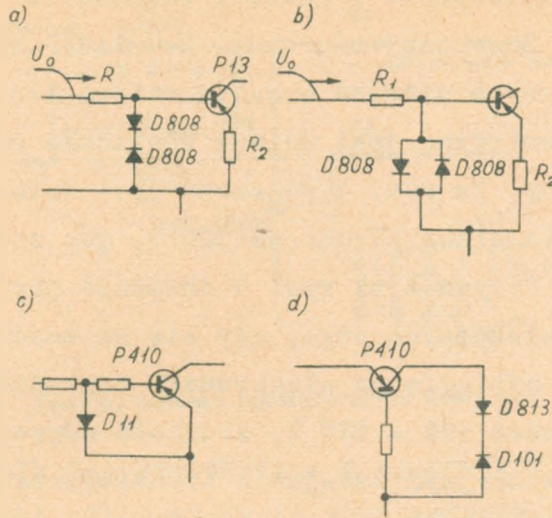 a)
U₀
R
P13
D808
D808
R₂
b)
U₀
R₁
D808
D808
R₂
c)
P410
D11
d)
P410
D813
D101